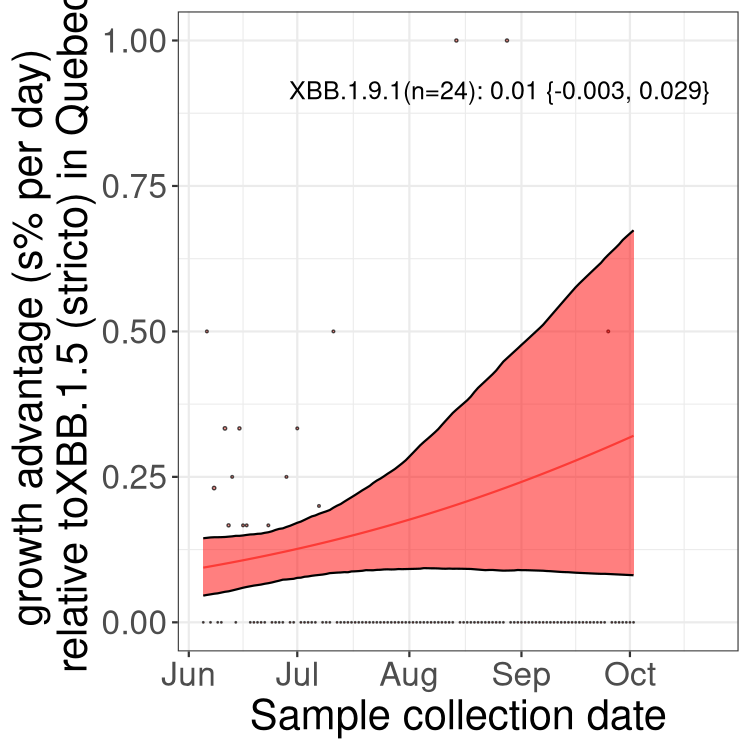 growth advantage (s% per day)
relative toXBB.1.5 (stricto) in Quebec
1.00
0.75
0.50
0.25
0.00
XBB.1.9.1(n=24): 0.01 {-0.003, 0.029}
Jun Jul Aug Sep Oct
Sample collection date